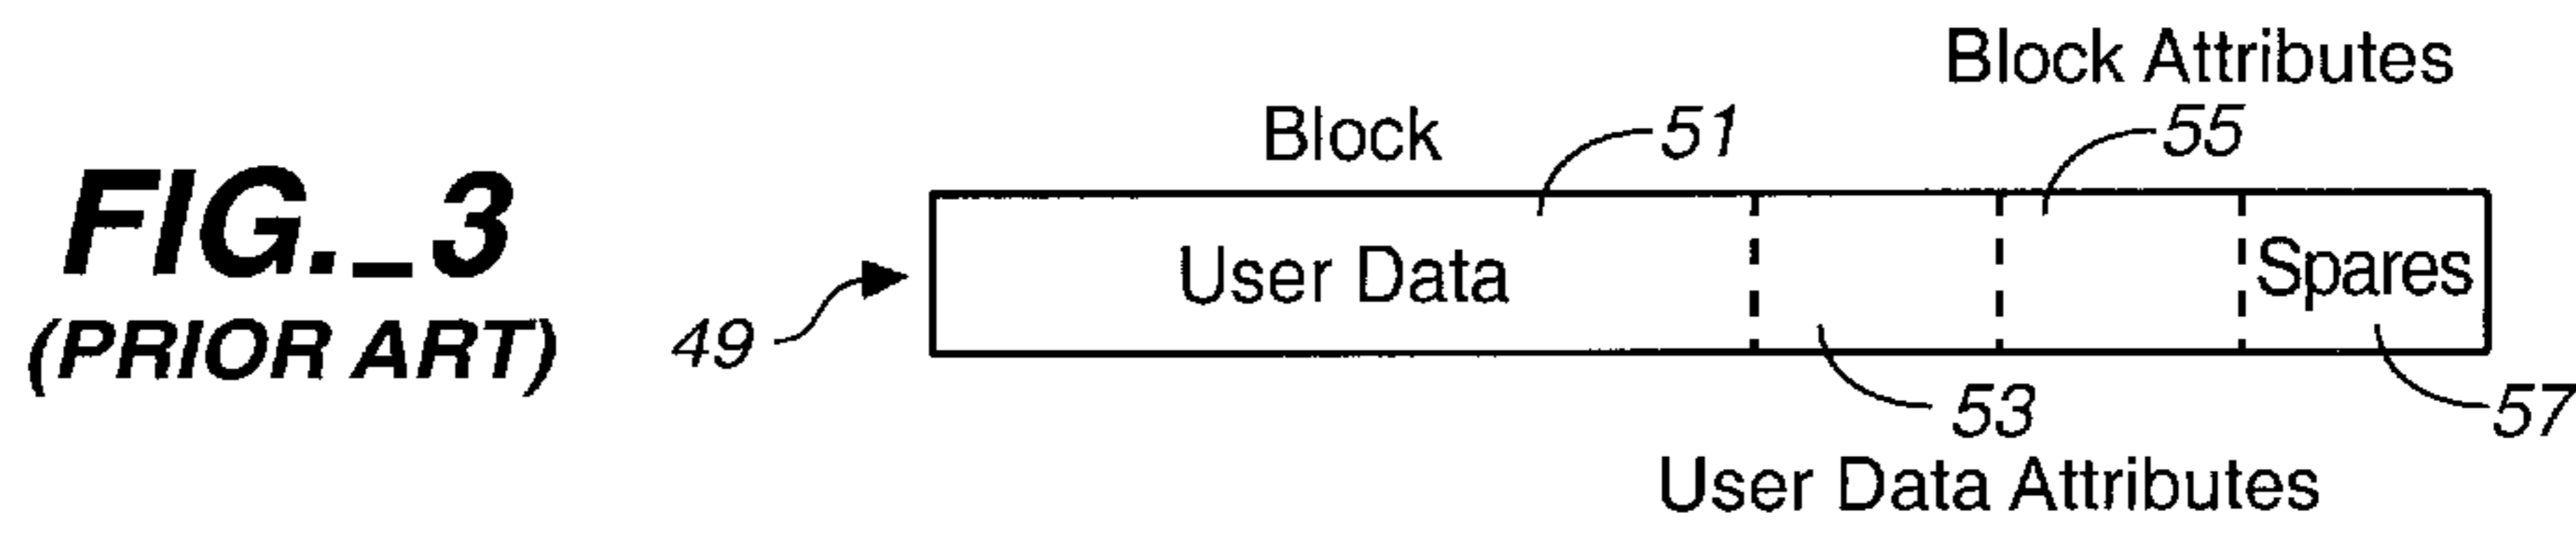 FIG._3
(PRIOR ART)
Block Attributes
Block
51
55
User Data
Spares
49
53
57
User Data Attributes